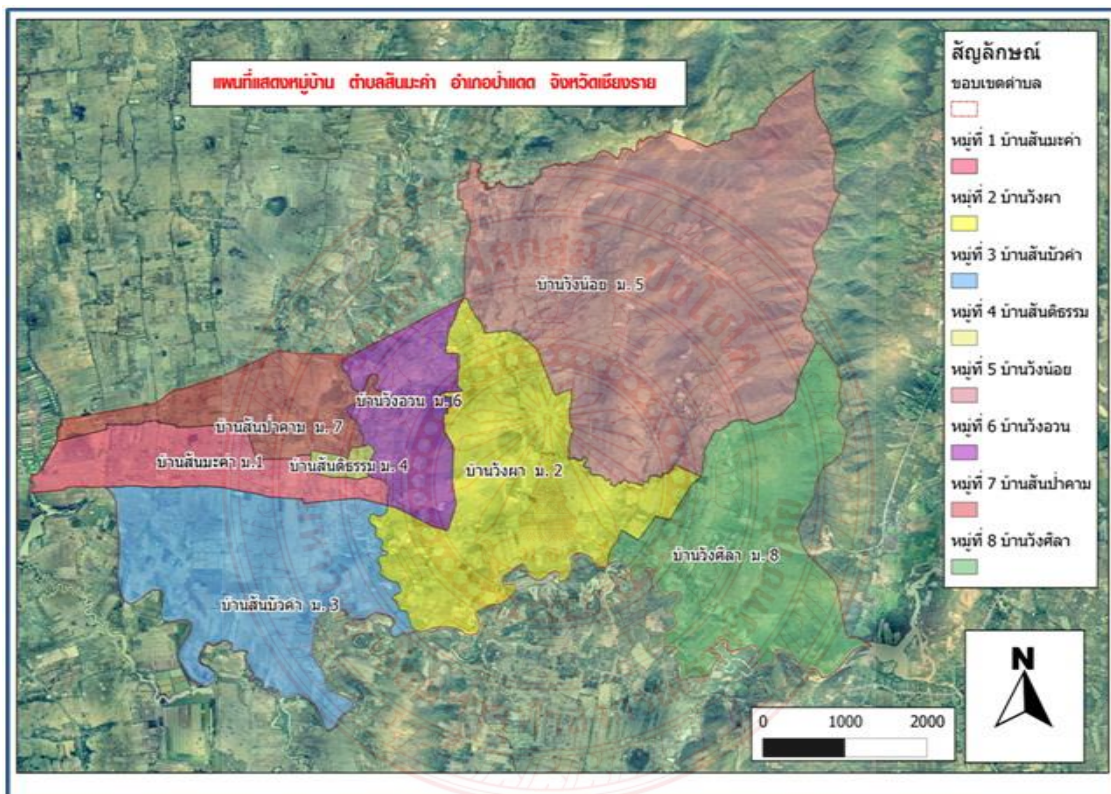 แผนที่แสดงหมู่บ้าน ตำบลสันมะค่า อำเภอป่าแดด จังหวัดเชียงราย
สัญลักษณ์
ขอบเขตตำบล
หมู่ที่ 1 บ้านสันมะค่า
หมู่ที่ 2 บ้านวังผา
หมู่ที่ 3 บ้านสันบัวคำ
หมู่ที่ 4 บ้านสันติธรรม
หมู่ที่ 5 บ้านวังน้อย
หมู่ที่ 6 บ้านวังอวน
หมู่ที่ 7 บ้านสันป่าคาม
หมู่ที่ 8 บ้านวังศิลา
บ้านวังน้อย ม. 5
บ้านวังอวน ม. 6
บ้านสันป่าคาม ม. 7
บ้านสันมะค่า ม.1
บ้านสันติธรรม ม. 4
บ้านวังผา ม. 2
บ้านวังศิลา ม. 8
บ้านสันบัวคำ ม. 3
N
0 1000 2000